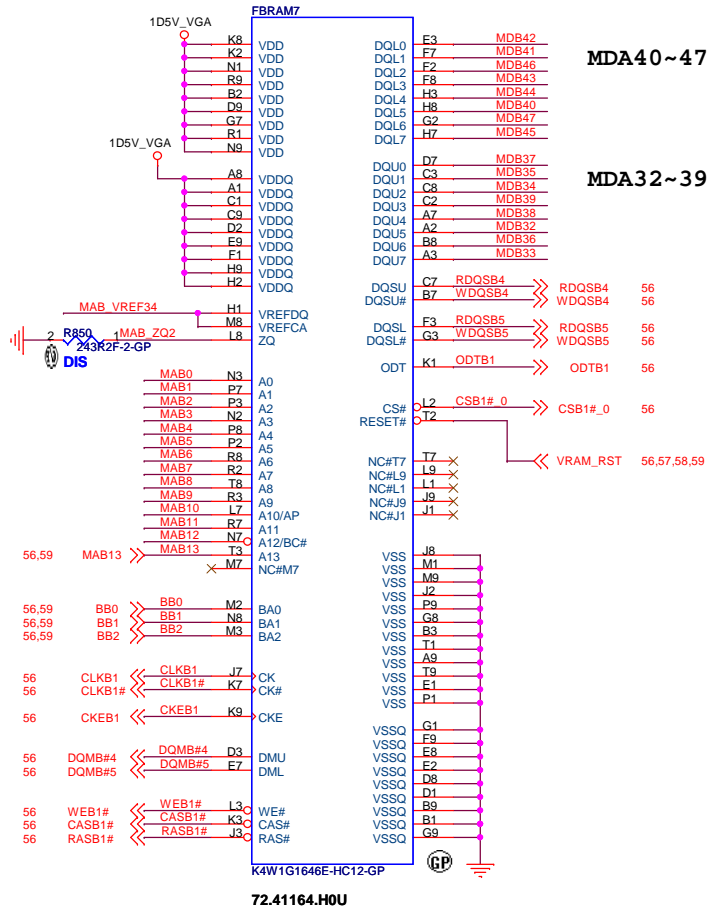 FBRAM7
1D5V_VGA
K8 VDD
K2 VDD
N1 VDD
R9 VDD
B2 VDD
D9 VDD
G7 VDD
R1 VDD
N9 VDD
1D5V_VGA
A8 VDDQ
A1 VDDQ
C1 VDDQ
C9 VDDQ
D2 VDDQ
E9 VDDQ
F1 VDDQ
H9 VDDQ
H2 VDDQ
MAB_VREF34 H1 VREFDQ
M8 VREFCA
2 R850 1 MAB_ZQ2 L8 ZQ
243R2F-2-GP
DIS
MAB0 N3 A0
MAB1 P7 A1
MAB2 P3 A2
MAB3 N2 A3
MAB4 P8 A4
MAB5 P2 A5
MAB6 R8 A6
MAB7 R2 A7
MAB8 T8 A8
MAB9 R3 A9
MAB10 L7 A10/AP
MAB11 R7 A11
MAB12 N7 A12/BC#
56,59 MAB13 MAB13 T3 A13
M7 NC#M7
56,59 BB0 BB0 M2 BA0
56,59 BB1 BB1 N8 BA1
56,59 BB2 BB2 M3 BA2
56 CLKB1 CLKB1 J7 CK
56 CLKB1# CLKB1# K7 CK#
56 CKEB1 CKEB1 K9 CKE
56 DQMB#4 DQMB#4 D3 DMU
56 DQMB#5 DQMB#5 E7 DML
56 WEB1# WEB1# L3 WE#
56 CASB1# CASB1# K3 CAS#
56 RASB1# RASB1# J3 RAS#
DQL0 E3 MDB42
DQL1 F7 MDB41
DQL2 F2 MDB46
DQL3 F8 MDB43
DQL4 H3 MDB44
DQL5 H8 MDB40
DQL6 G2 MDB47
DQL7 H7 MDB45
MDA40~47
DQU0 D7 MDB37
DQU1 C3 MDB35
DQU2 C8 MDB34
DQU3 C2 MDB39
DQU4 A7 MDB38
DQU5 A2 MDB32
DQU6 B8 MDB36
DQU7 A3 MDB33
MDA32~39
DQSU C7 RDQSB4 RDQSB4 56
DQSU# B7 WDQSB4 WDQSB4 56
DQSL F3 RDQSB5 RDQSB5 56
DQSL# G3 WDQSB5 WDQSB5 56
ODT K1 ODTB1 ODTB1 56
CS# L2 CSB1#_0 CSB1#_0 56
RESET# T2
VRAM_RST 56,57,58,59
NC#T7 T7
NC#L9 L9
NC#L1 L1
NC#J9 J9
NC#J1 J1
VSS J8
VSS M1
VSS M9
VSS J2
VSS P9
VSS G8
VSS B3
VSS T1
VSS A9
VSS T9
VSS E1
VSS P1
VSSQ G1
VSSQ F9
VSSQ E8
VSSQ E2
VSSQ D8
VSSQ D1
VSSQ B9
VSSQ B1
VSSQ G9
GP
K4W1G1646E-HC12-GP
72.41164.H0U